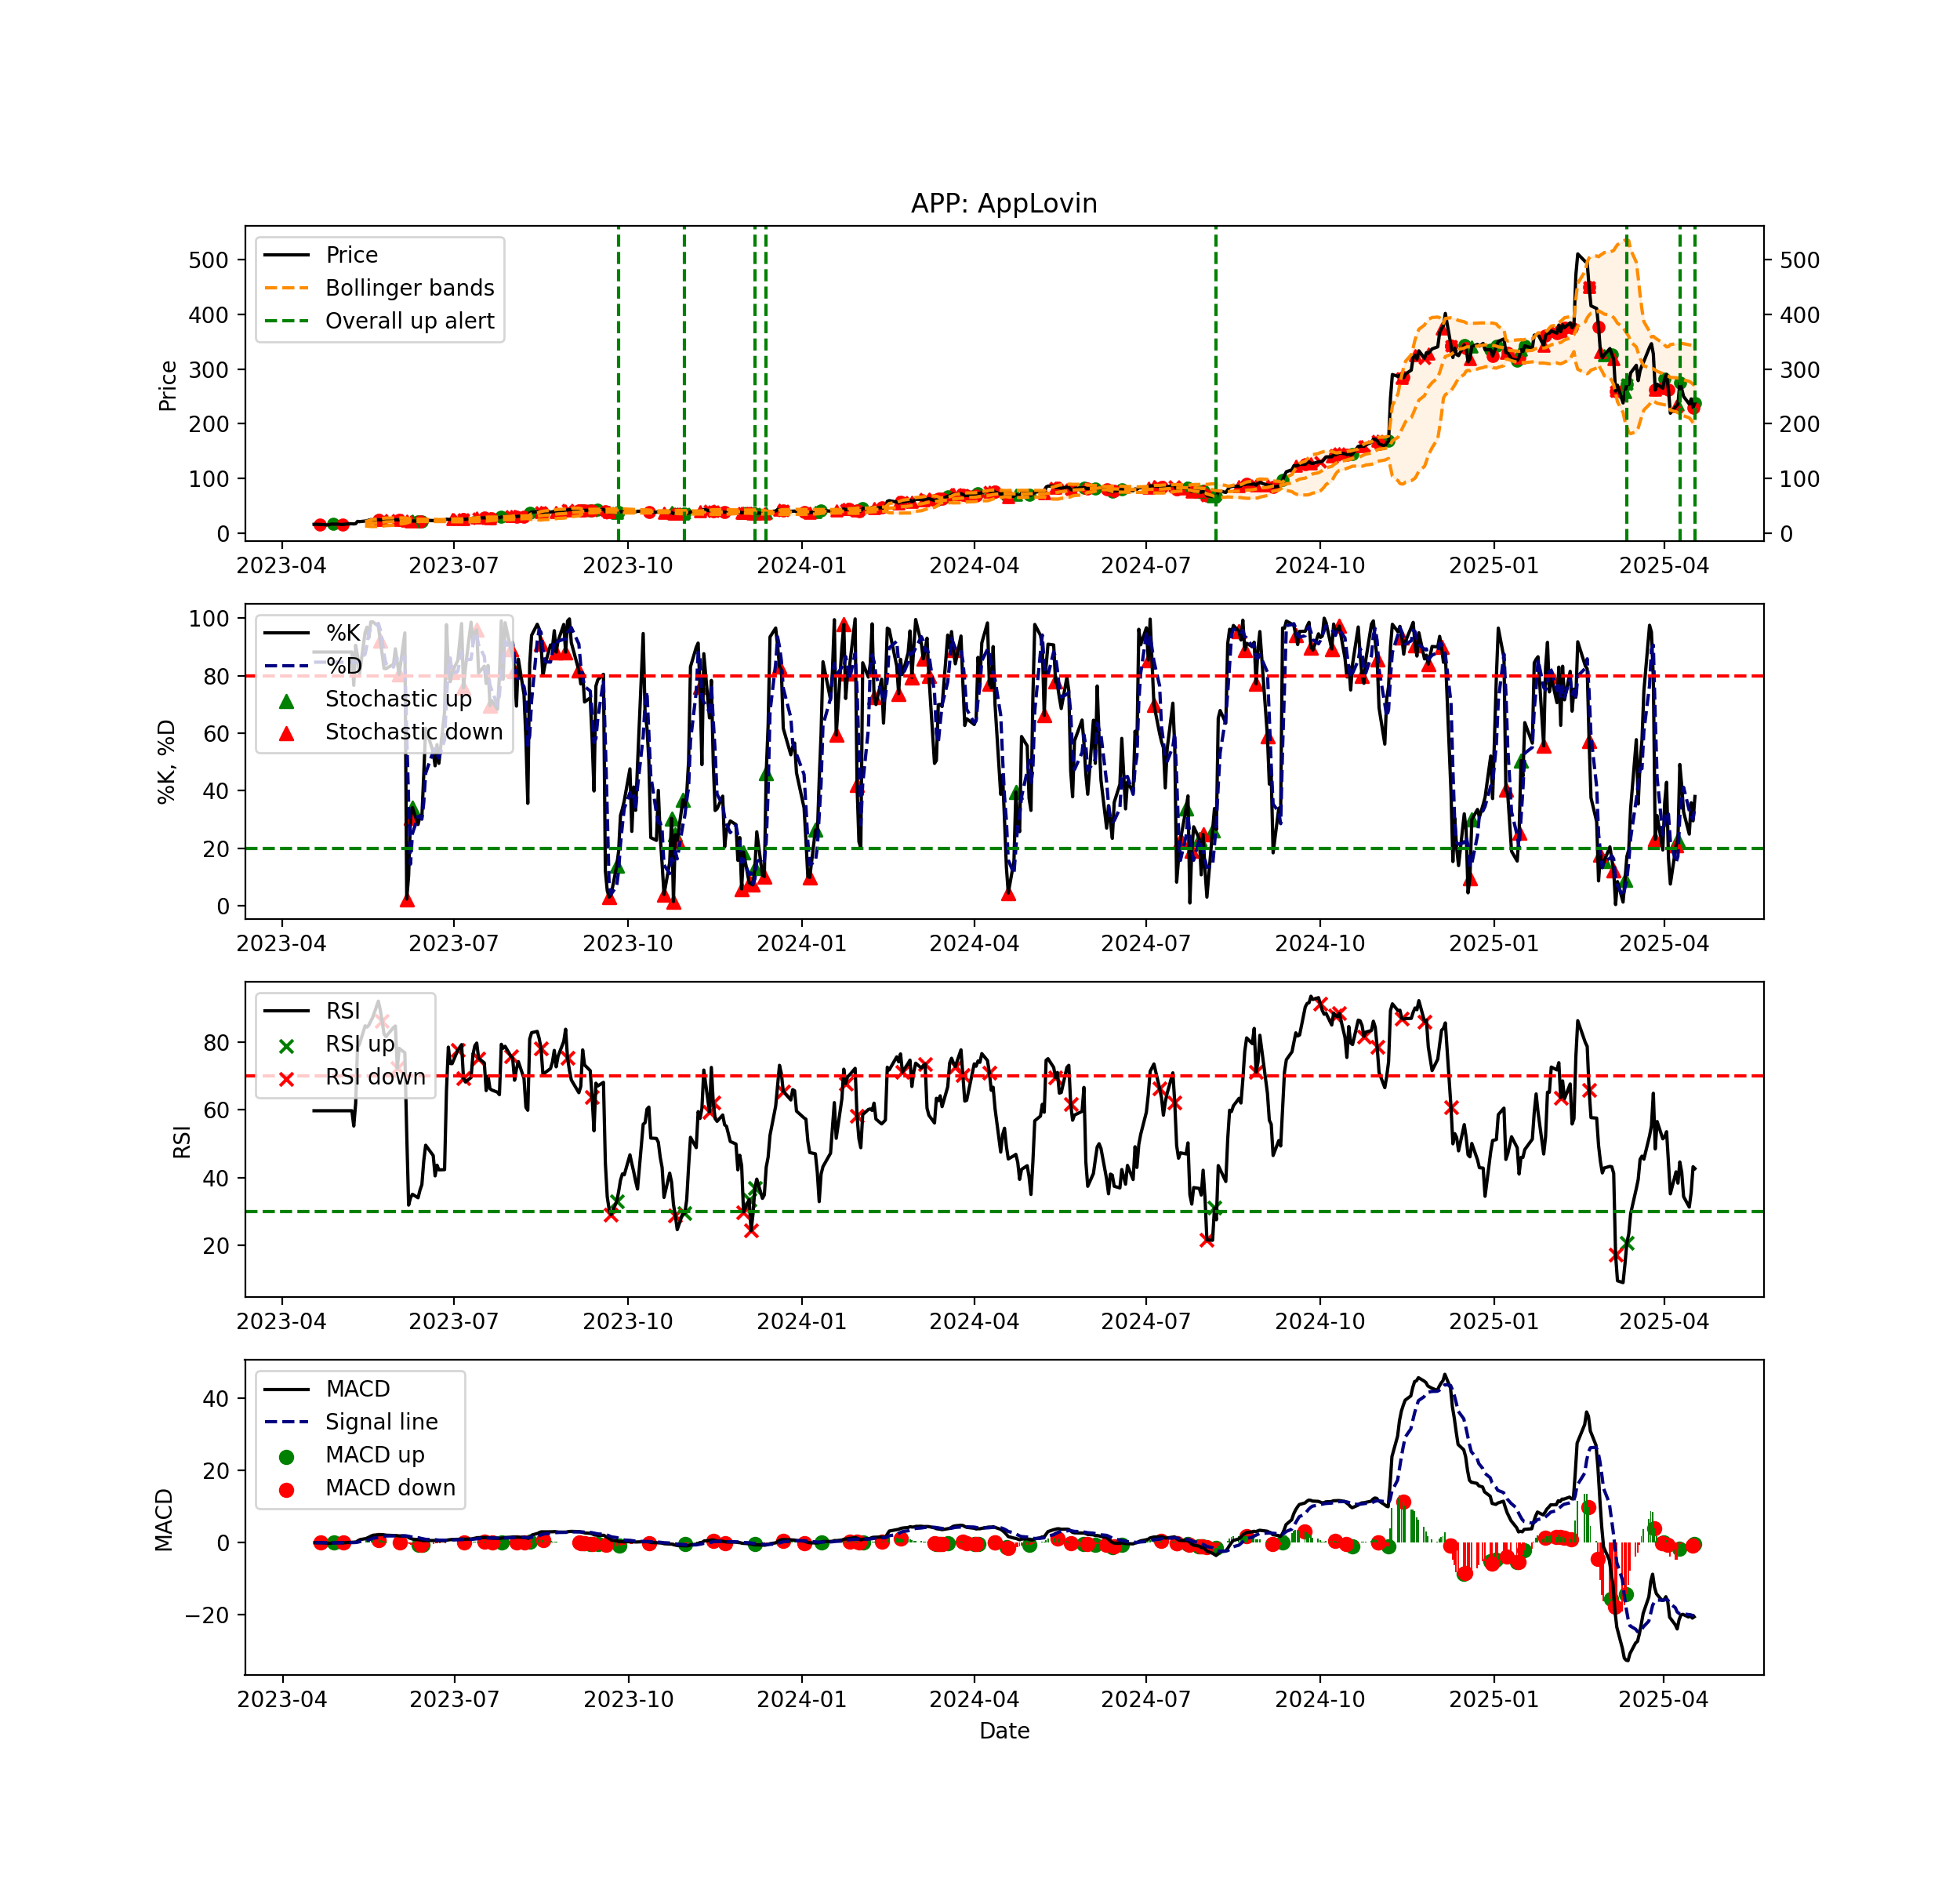 APP: AppLovin
Price
Bollinger bands
Overall up alert
500
400
300
200
100
0
500
400
300
200
100
0
Price
2023-04 2023-07 2023-10 2024-01 2024-04 2024-07 2024-10 2025-01 2025-04
%K
%D
Stochastic up
Stochastic down
100
80
60
40
20
0
%K, %D
2023-04 2023-07 2023-10 2024-01 2024-04 2024-07 2024-10 2025-01 2025-04
RSI
RSI up
RSI down
80
60
40
20
RSI
2023-04 2023-07 2023-10 2024-01 2024-04 2024-07 2024-10 2025-01 2025-04
MACD
Signal line
MACD up
MACD down
40
20
0
−20
MACD
2023-04 2023-07 2023-10 2024-01 2024-04 2024-07 2024-10 2025-01 2025-04
Date